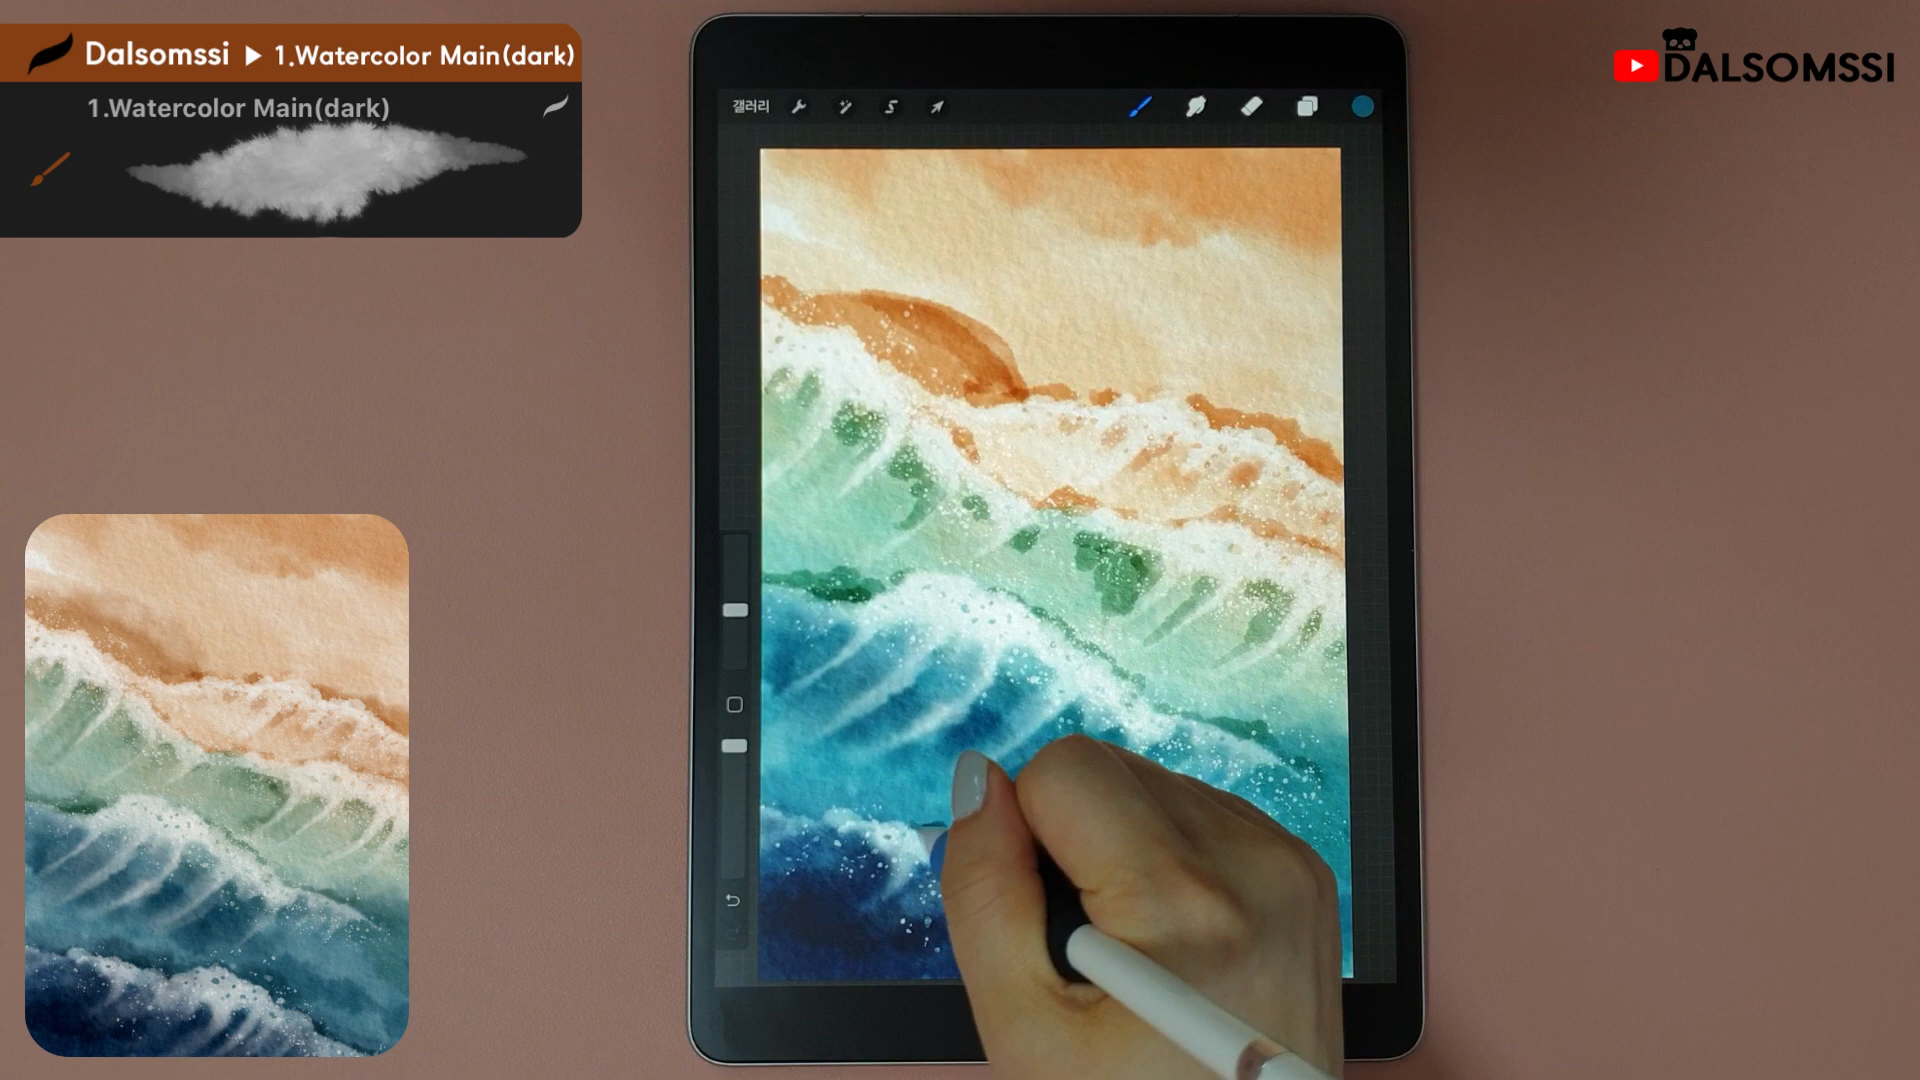 Dalsomssi ▶ 1.Watercolor Main(dark)
1.Watercolor Main(dark)
갤러리
DALSOMSSI